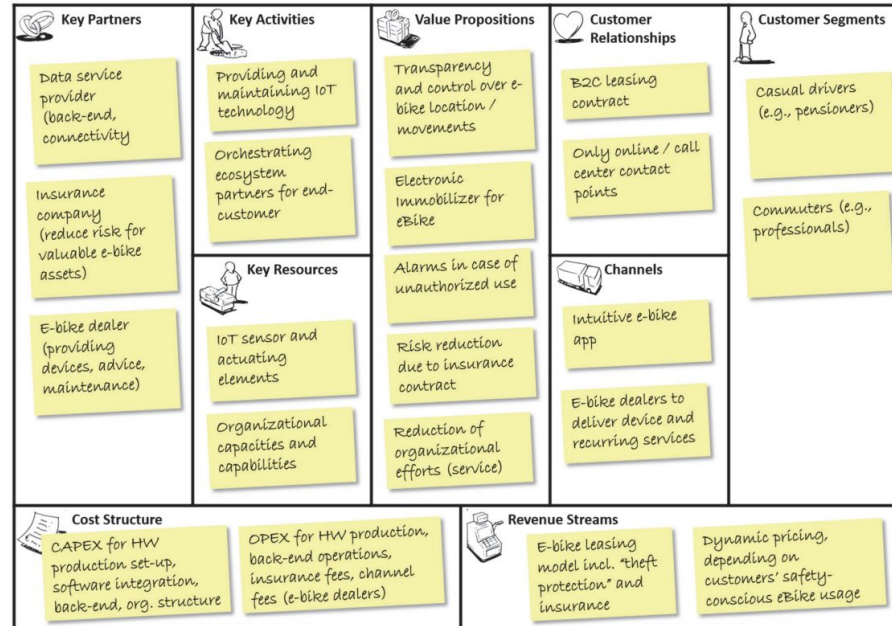 Key Partners
Data service
provider
(back-end,
connectivity
Insurance
company
(reduce risk for
valuable e-bike
assets)
E-bike dealer
(providing
devices, advice,
maintenance)
Key Activities
Providing and
maintaining IoT
technology
Orchestrating
ecosystem
partners for end-
customer
Key Resources
IoT sensor and
actuating
elements
Organizational
capacities and
capabilities
Value Propositions
Transparency
and control over e-
bike location /
movements
Electronic
Immobilizer for
eBike
Alarms in case of
unauthorized use
Risk reduction
due to insurance
contract
Reduction of
organizational
efforts (service)
Customer
Relationships
B2C leasing
contract
Only online / call
center contact
points
Channels
Intuitive e-bike
app
E-bike dealers to
deliver device and
recurring services
Customer Segments
Casual drivers
(e.g., pensioners)
Commuters (e.g.,
professionals)
Cost Structure
CAPEX for HW
production set-up,
software integration,
back-end, org. structure
OPEX for HW production,
back-end operations,
insurance fees, channel
fees (e-bike dealers)
Revenue Streams
E-bike leasing
model incl. "theft
protection" and
insurance
Dynamic pricing,
depending on
customers' safety-
conscious eBike usage